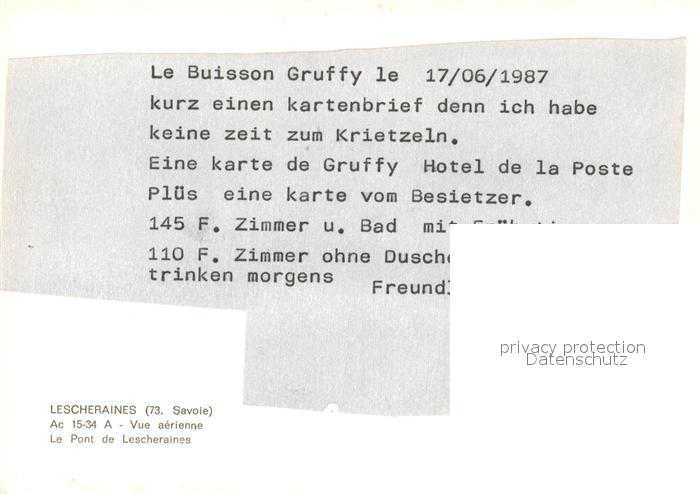 Le Buisson Gruffy le 17/06/1987
kurz einen kartenbrief denn ich habe
keine zeit zum Krietzeln.
Eine karte de Gruffy Hotel de la Poste
Plüs eine karte vom Besietzer.
145 F. Zimmer u. Bad
110 F. Zimmer ohne Dusche
trinken morgens
privacy protection
Datenschutz
LESCHERAINES (73. Savoie)
Ac 15-34 A - Vue aérienne
Le Pont de Lescheraines